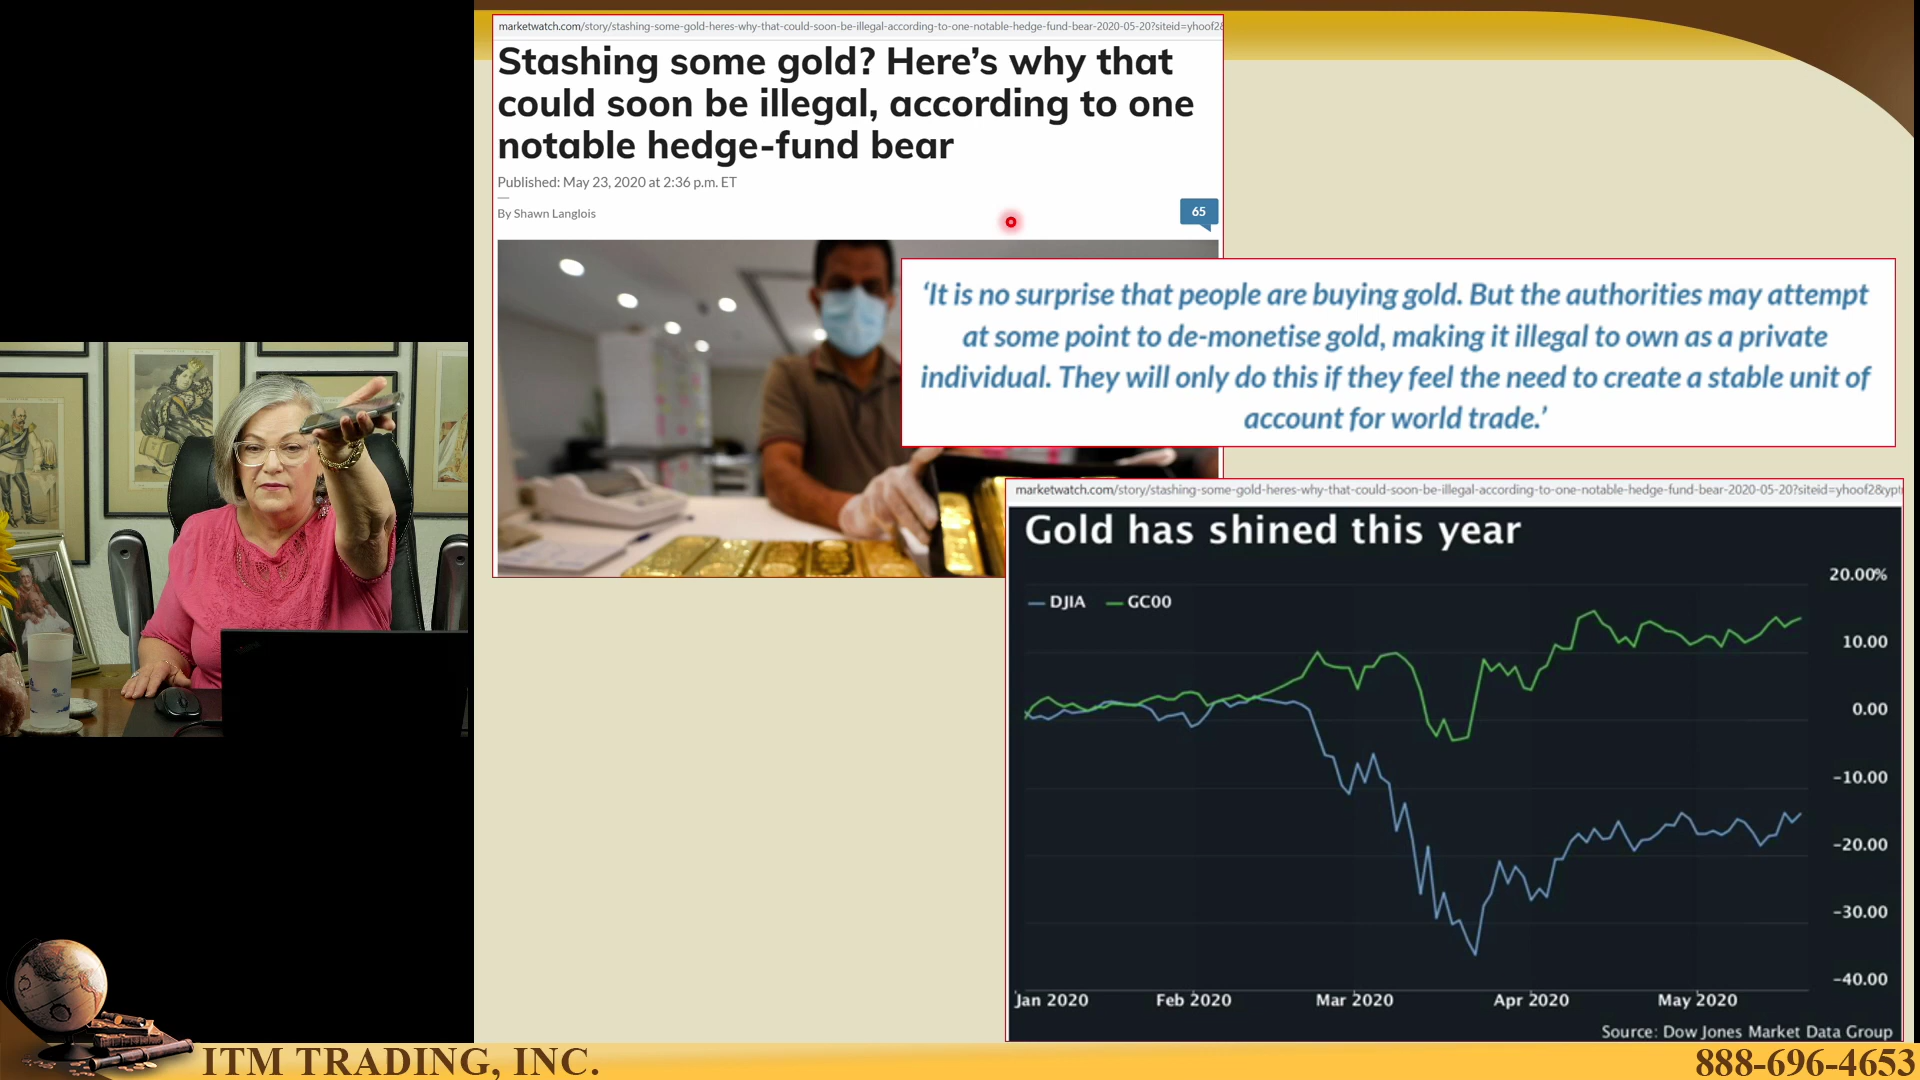 marketwatch.com/story/stashing-some-gold-heres-why-that-could-soon-be-illegal-according-to-one-notable-hedge-fund-bear-2020-05-20?siteid=yhoof2&
Stashing some gold? Here’s why that
could soon be illegal, according to one
notable hedge-fund bear
Published: May 23, 2020 at 2:36 p.m. ET
By Shawn Langlois
65
‘It is no surprise that people are buying gold. But the authorities may attempt
at some point to de-monetise gold, making it illegal to own as a private
individual. They will only do this if they feel the need to create a stable unit of
account for world trade.’
marketwatch.com/story/stashing-some-gold-heres-why-that-could-soon-be-illegal-according-to-one-notable-hedge-fund-bear-2020-05-20?siteid=yhoof2&yptr
Gold has shined this year
DJIA GC00
20.00%
10.00
0.00
-10.00
-20.00
-30.00
-40.00
Jan 2020 Feb 2020 Mar 2020 Apr 2020 May 2020
Source: Dow Jones Market Data Group
ITM TRADING, INC.
888-696-4653